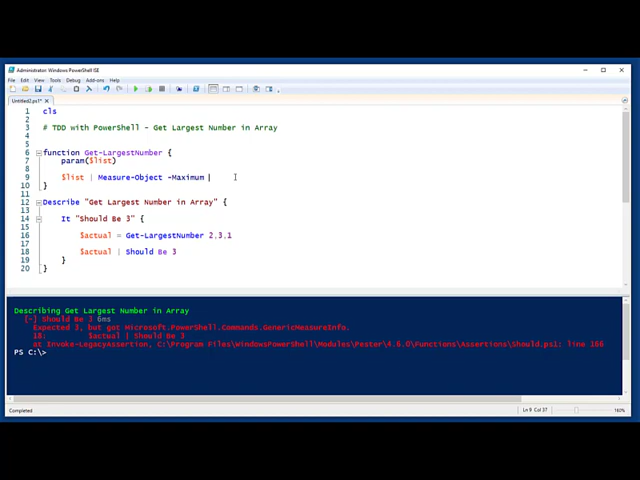 Administrator: Windows PowerShell ISE
File Edit View Tools Debug Add-ons Help
Untitled2.ps1*
1 cls
2
3 # TDD with PowerShell - Get Largest Number in Array
4
5
6 function Get-LargestNumber {
7 param($list)
8
9 $list | Measure-Object -Maximum
10 }
11
12 Describe "Get Largest Number in Array" {
13
14 It "Should Be 3" {
15
16 $actual = Get-LargestNumber 2,3,1
17
18 $actual | Should Be 3
19 }
20 }
Describing Get Largest Number in Array
[-] Should Be 3 6ms
Expected 3, but got Microsoft.PowerShell.Commands.GenericMeasureInfo.
18: $actual | Should Be 3
at Invoke-LegacyAssertion, C:\Program Files\WindowsPowerShell\Modules\Pester\4.6.0\Functions\Assertions\Should.ps1: line 166
PS C:\>
Completed Ln 9 Col 37 160%